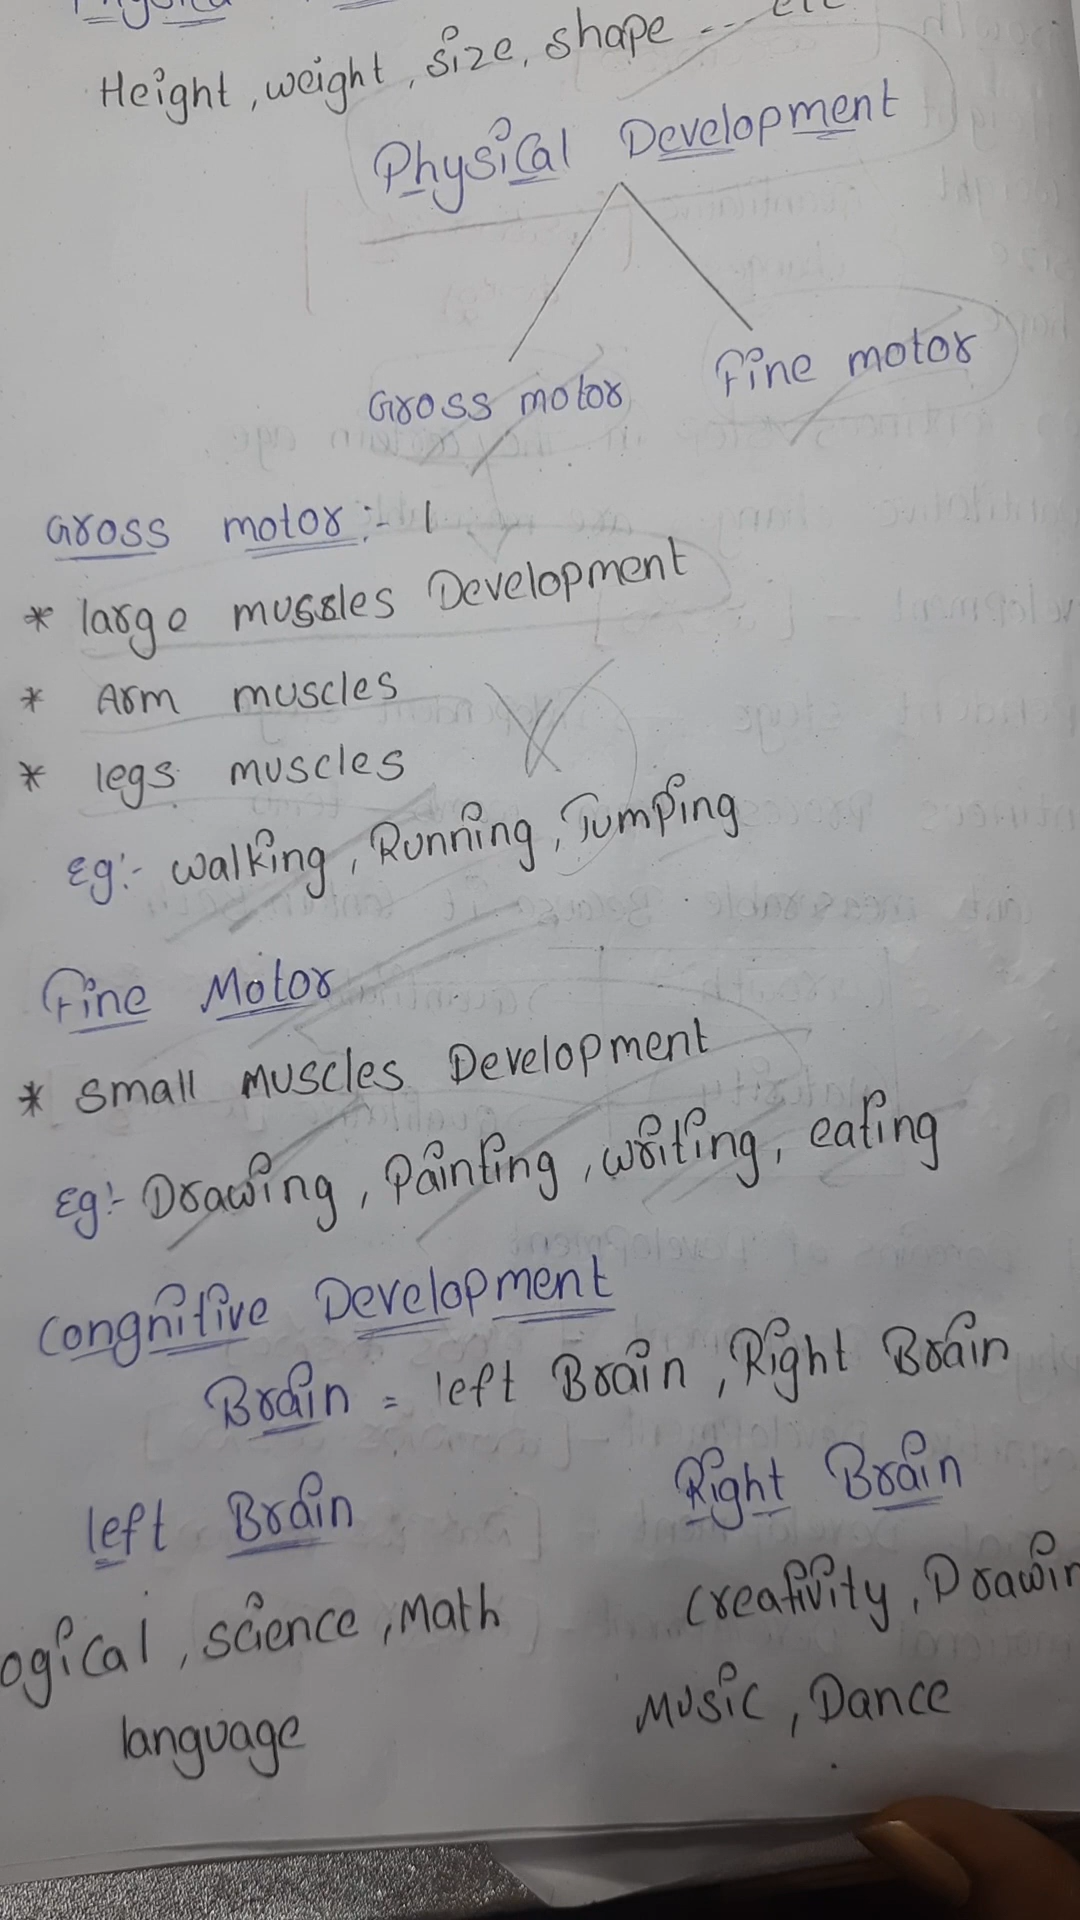 Height, weight, size, shape -- etc
Physical Development
Gross motor Fine motor
Gross motor :-
* large muscles Development
* Arm muscles
* legs muscles
Eg:- walking, Running, Jumping
Fine Motor
* small muscles Development
Eg:- Drawing, Painting, writing, eating
Congnitive Development
Brain = left Brain, Right Brain
left Brain Right Brain
ogical, science, Math creativity, Drawin
language Music, Dance